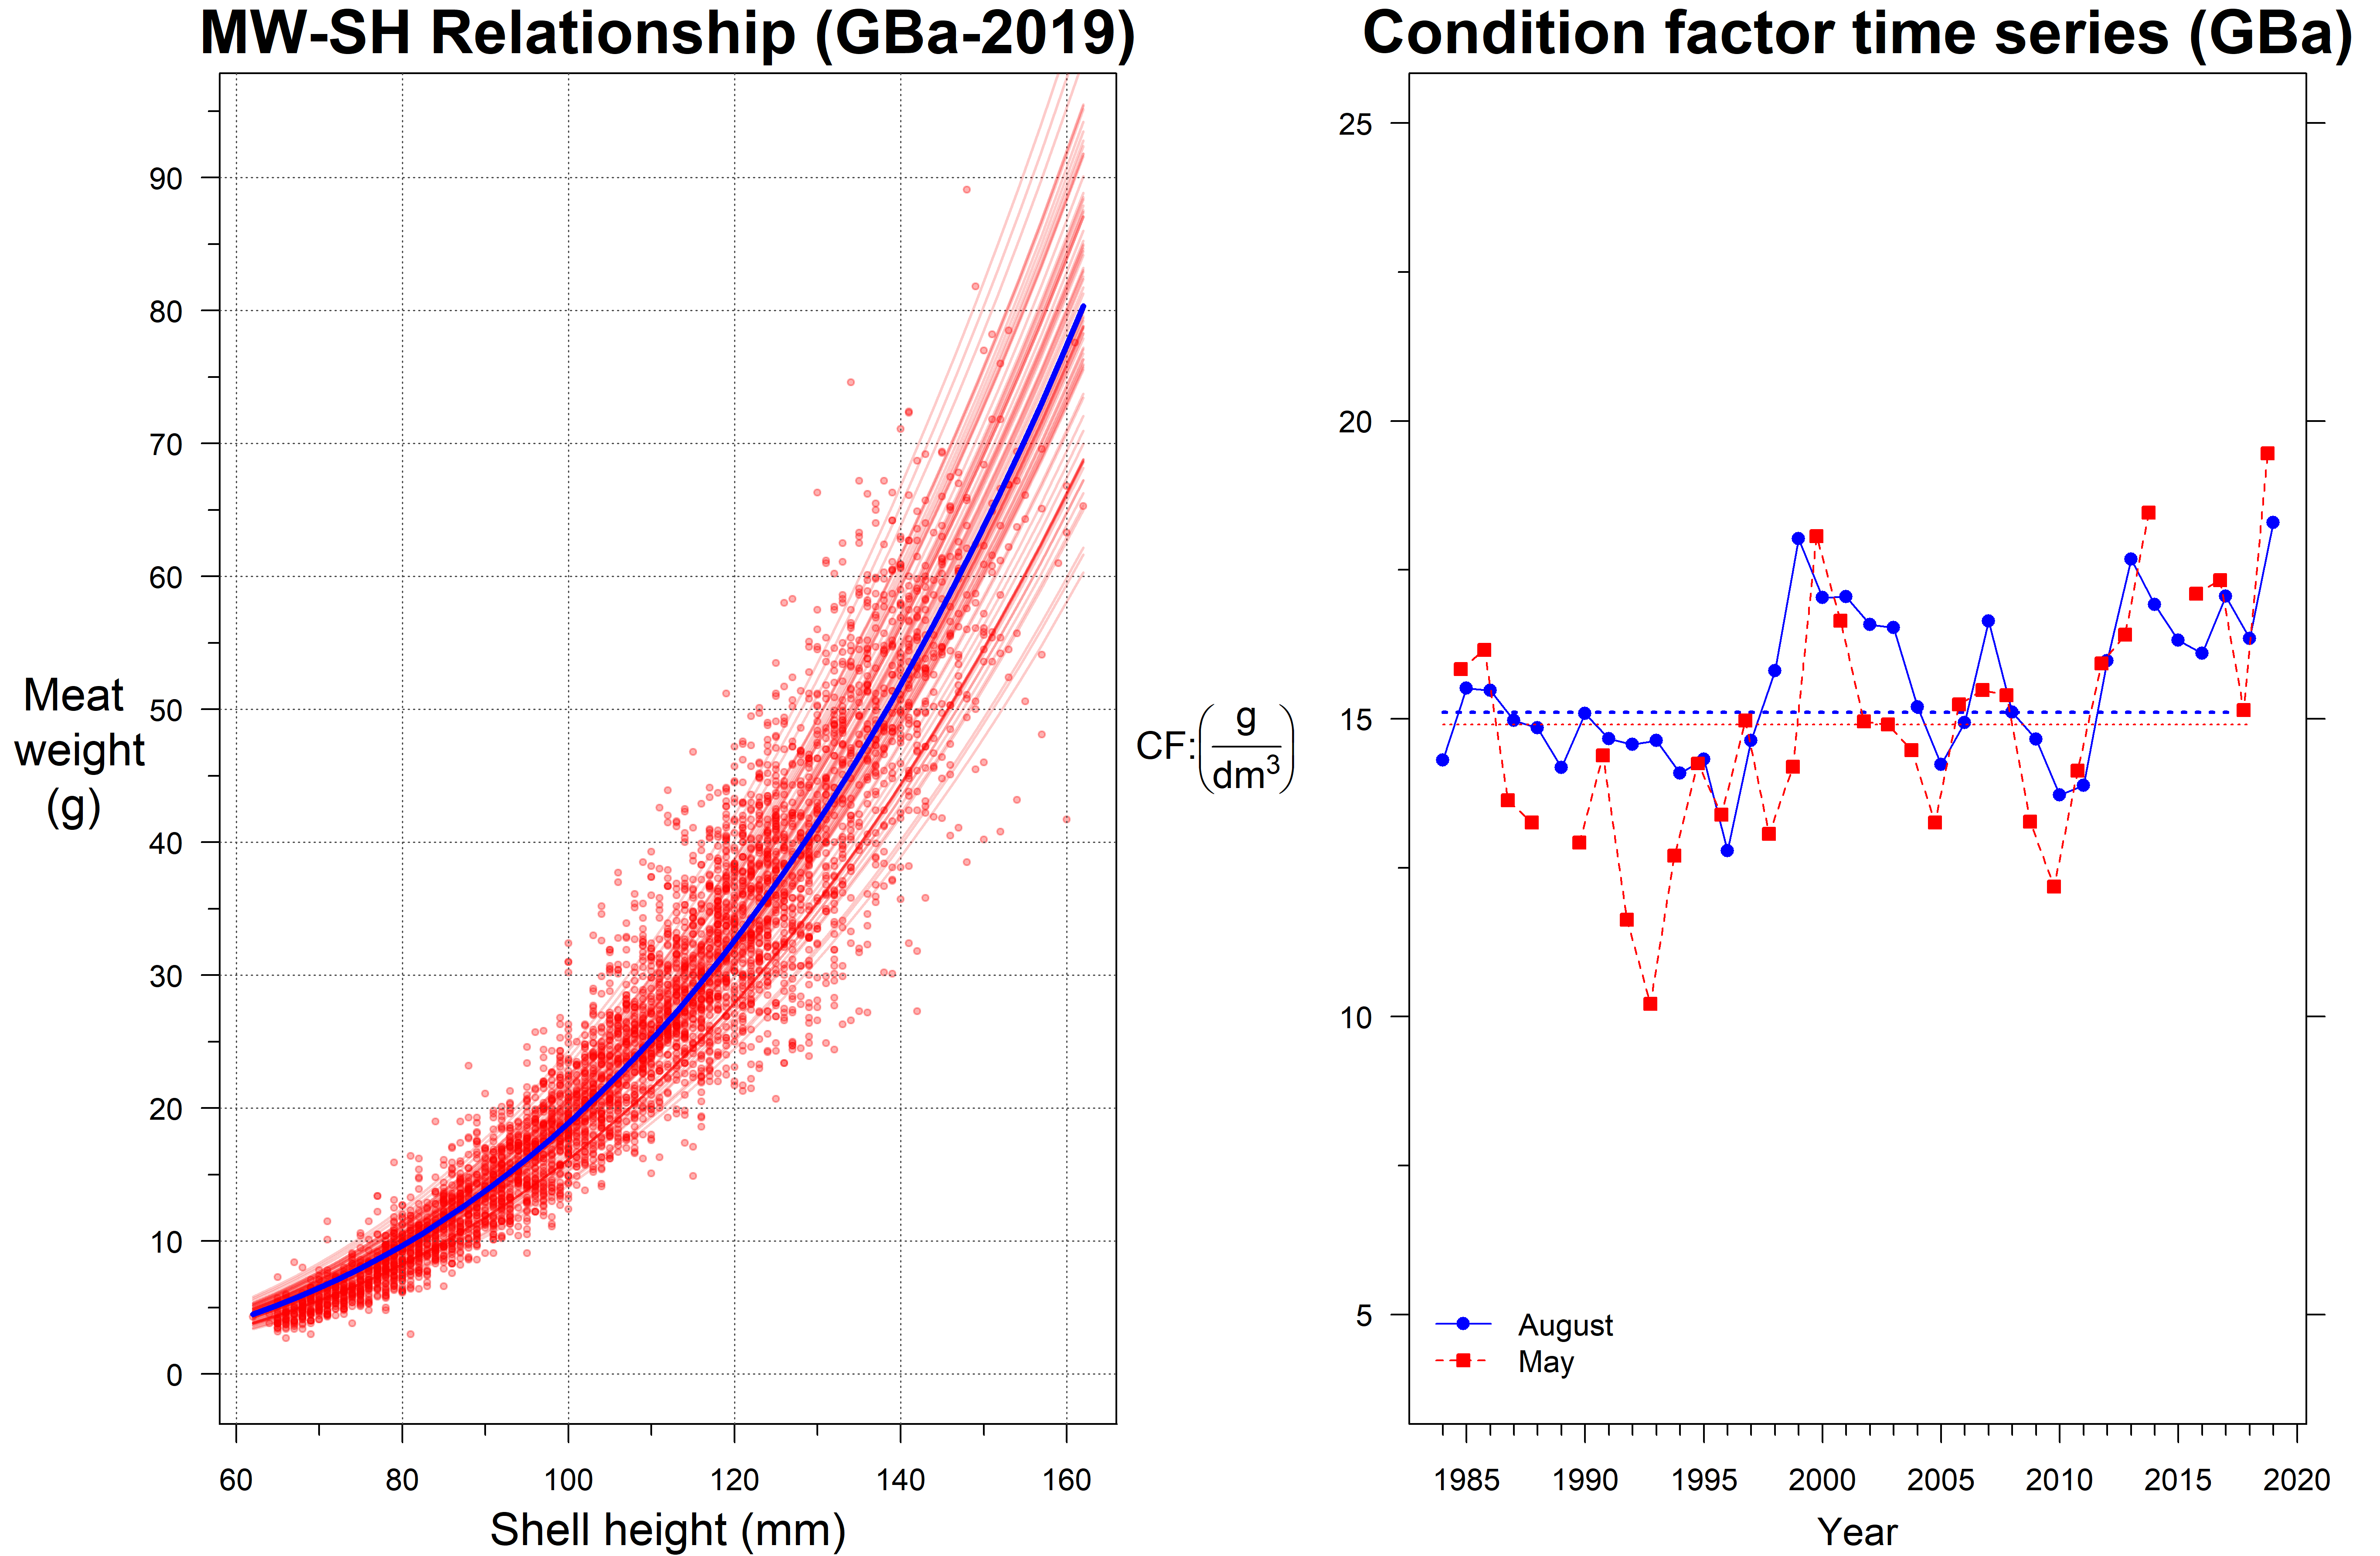 MW-SH Relationship (GBa-2019)
90
80
70
60
50
40
30
20
10
0
Meat
weight
(g)
60 80 100 120 140 160
Shell height (mm)
Condition factor time series (GBa)
25
20
15
10
5
CF:(g/dm³)
August
May
1985 1990 1995 2000 2005 2010 2015 2020
Year